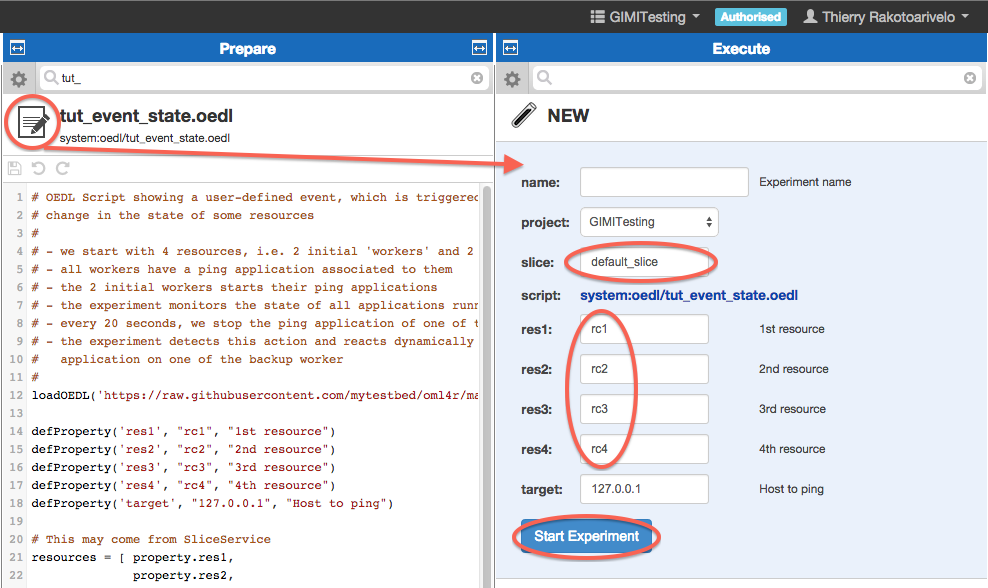 GIMITesting Authorised Thierry Rakotoarivelo
Prepare
tut_
tut_event_state.oedl
system:oedl/tut_event_state.oedl
1 # OEDL Script showing a user-defined event, which is triggered
2 # change in the state of some resources
3 #
4 # - we start with 4 resources, i.e. 2 initial 'workers' and 2
5 # - all workers have a ping application associated to them
6 # - the 2 initial workers starts their ping applications
7 # - the experiment monitors the state of all applications runn
8 # - every 20 seconds, we stop the ping application of one of t
9 # - the experiment detects this action and reacts dynamically
10 #   application on one of the backup worker
11 #
12 loadOEDL('https://raw.githubusercontent.com/mytestbed/oml4r/ma
13
14 defProperty('res1', "rc1", "1st resource")
15 defProperty('res2', "rc2", "2nd resource")
16 defProperty('res3', "rc3", "3rd resource")
17 defProperty('res4', "rc4", "4th resource")
18 defProperty('target', "127.0.0.1", "Host to ping")
19
20 # This may come from SliceService
21 resources = [ property.res1,
22               property.res2,
Execute
NEW
name: Experiment name
project: GIMITesting
slice: default_slice
script: system:oedl/tut_event_state.oedl
res1: rc1 1st resource
res2: rc2 2nd resource
res3: rc3 3rd resource
res4: rc4 4th resource
target: 127.0.0.1 Host to ping
Start Experiment